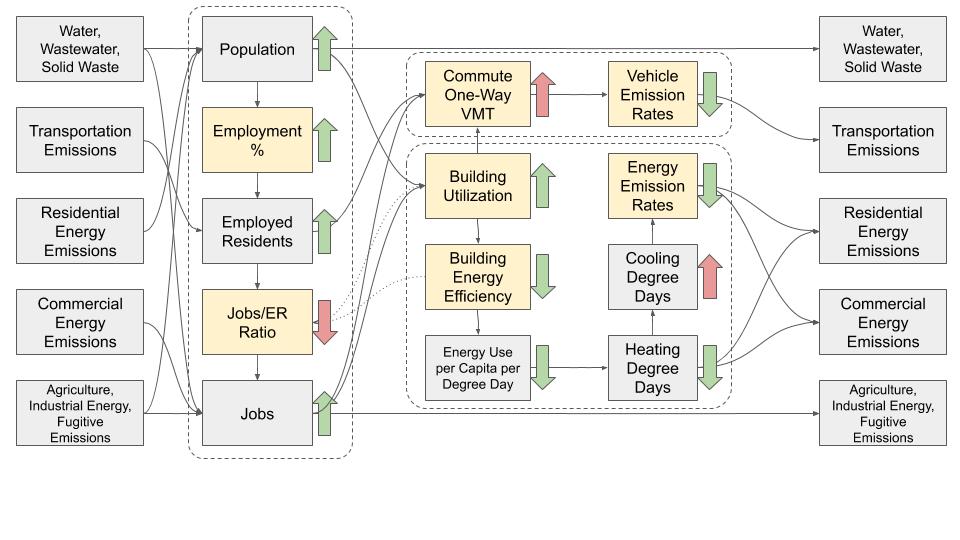 Water,
Wastewater,
Solid Waste
Transportation
Emissions
Residential
Energy
Emissions
Commercial
Energy
Emissions
Agriculture,
Industrial Energy,
Fugitive
Emissions
Population
Employment
%
Employed
Residents
Jobs/ER
Ratio
Jobs
Commute
One-Way
VMT
Vehicle
Emission
Rates
Building
Utilization
Building
Energy
Efficiency
Energy Use
per Capita per
Degree Day
Energy
Emission
Rates
Cooling
Degree
Days
Heating
Degree
Days
Water,
Wastewater,
Solid Waste
Transportation
Emissions
Residential
Energy
Emissions
Commercial
Energy
Emissions
Agriculture,
Industrial Energy,
Fugitive
Emissions